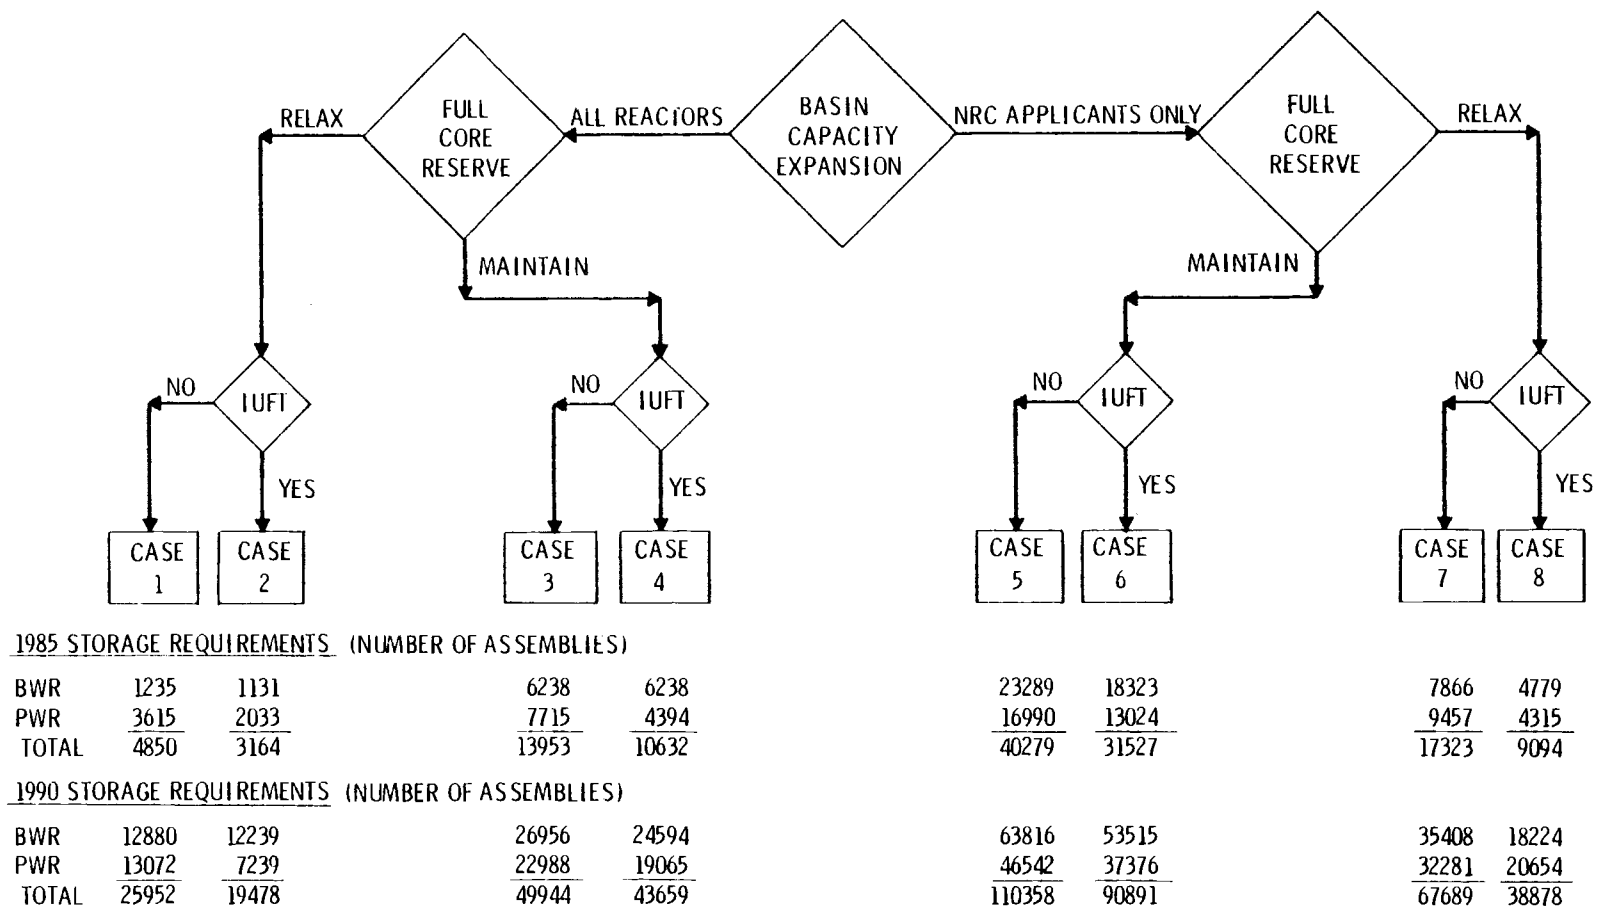 FULL
CORE
RESERVE
BASIN
CAPACITY
EXPANSION
FULL
CORE
RESERVE
RELAX
ALL REACTORS
NRC APPLICANTS ONLY
RELAX
MAINTAIN
MAINTAIN
NO
IUFT
YES
NO
IUFT
YES
NO
IUFT
YES
NO
IUFT
YES
CASE
1
CASE
2
CASE
3
CASE
4
CASE
5
CASE
6
CASE
7
CASE
8
1985 STORAGE REQUIREMENTS (NUMBER OF ASSEMBLIES)
BWR 1235 1131 6238 6238 23289 18323 7866 4779
PWR 3615 2033 7715 4394 16990 13024 9457 4315
TOTAL 4850 3164 13953 10632 40279 31527 17323 9094
1990 STORAGE REQUIREMENTS (NUMBER OF ASSEMBLIES)
BWR 12880 12239 26956 24594 63816 53515 35408 18224
PWR 13072 7239 22988 19065 46542 37376 32281 20654
TOTAL 25952 19478 49944 43659 110358 90891 67689 38878